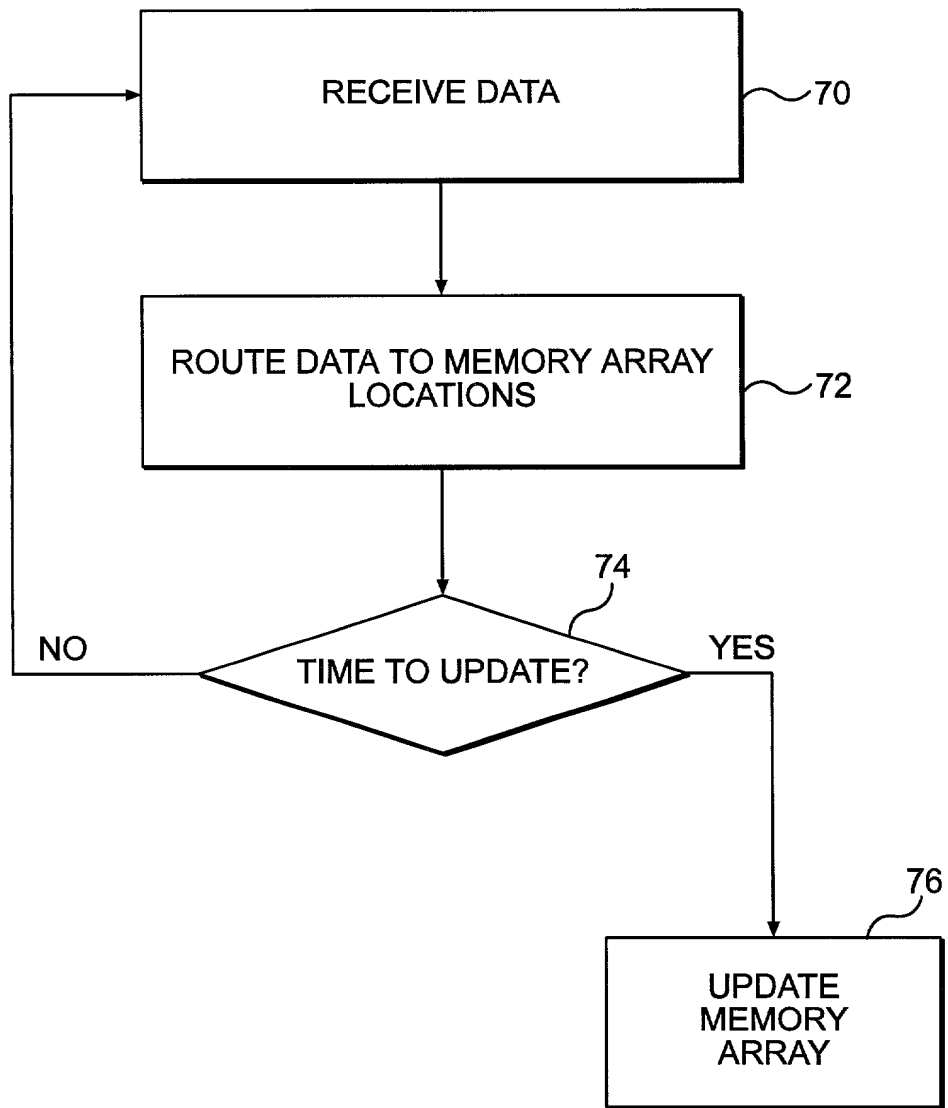 RECEIVE DATA
70
ROUTE DATA TO MEMORY ARRAY
LOCATIONS
72
74
NO
TIME TO UPDATE?
YES
76
UPDATE
MEMORY
ARRAY